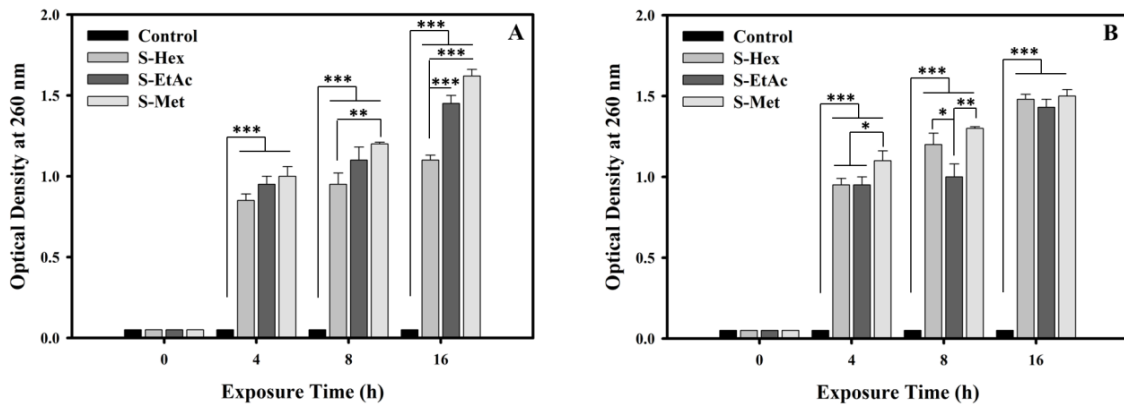 A
Control
S-Hex
S-EtAc
S-Met
Optical Density at 260 nm
2.0
1.5
1.0
0.5
0.0
***
***
**
***
***
***
0
4
8
16
Exposure Time (h)
B
Control
S-Hex
S-EtAc
S-Met
Optical Density at 260 nm
2.0
1.5
1.0
0.5
0.0
***
*
***
*
**
***
0
4
8
16
Exposure Time (h)